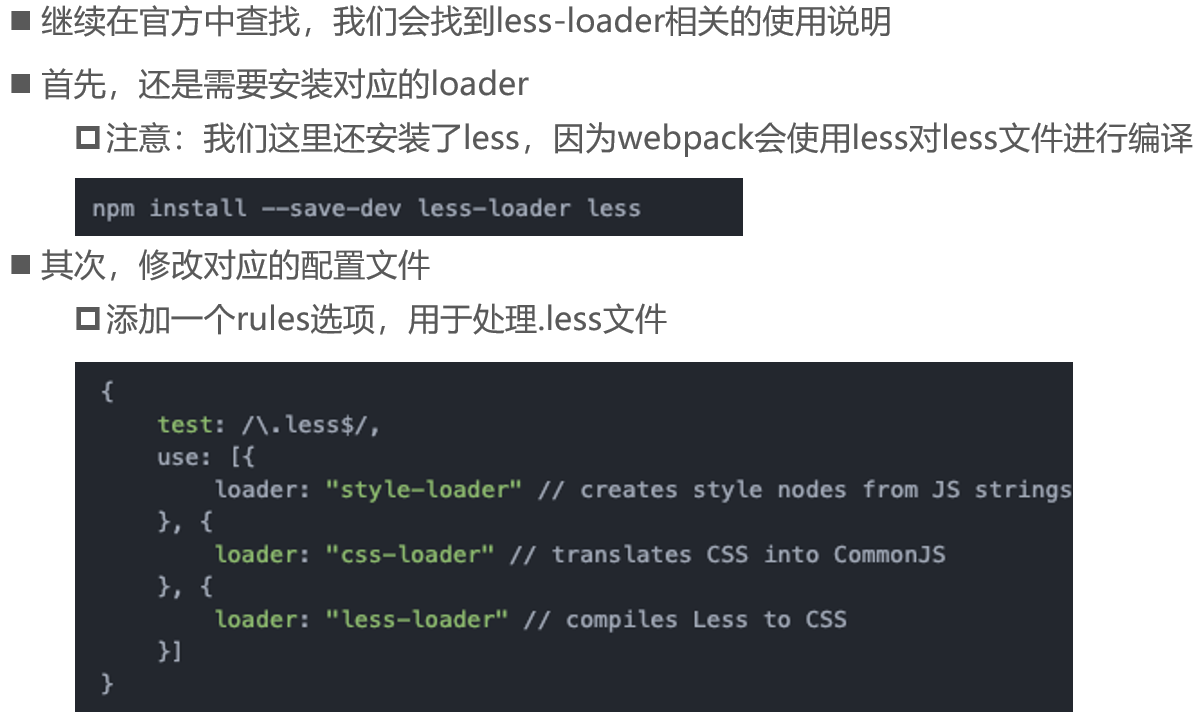 继续在官方中查找，我们会找到less-loader相关的使用说明
首先，还是需要安装对应的loader
注意：我们这里还安装了less，因为webpack会使用less对less文件进行编译
npm install --save-dev less-loader less
其次，修改对应的配置文件
添加一个rules选项，用于处理.less文件
{
    test: /\.less$/,
    use: [{
        loader: "style-loader" // creates style nodes from JS strings
    }, {
        loader: "css-loader" // translates CSS into CommonJS
    }, {
        loader: "less-loader" // compiles Less to CSS
    }]
}